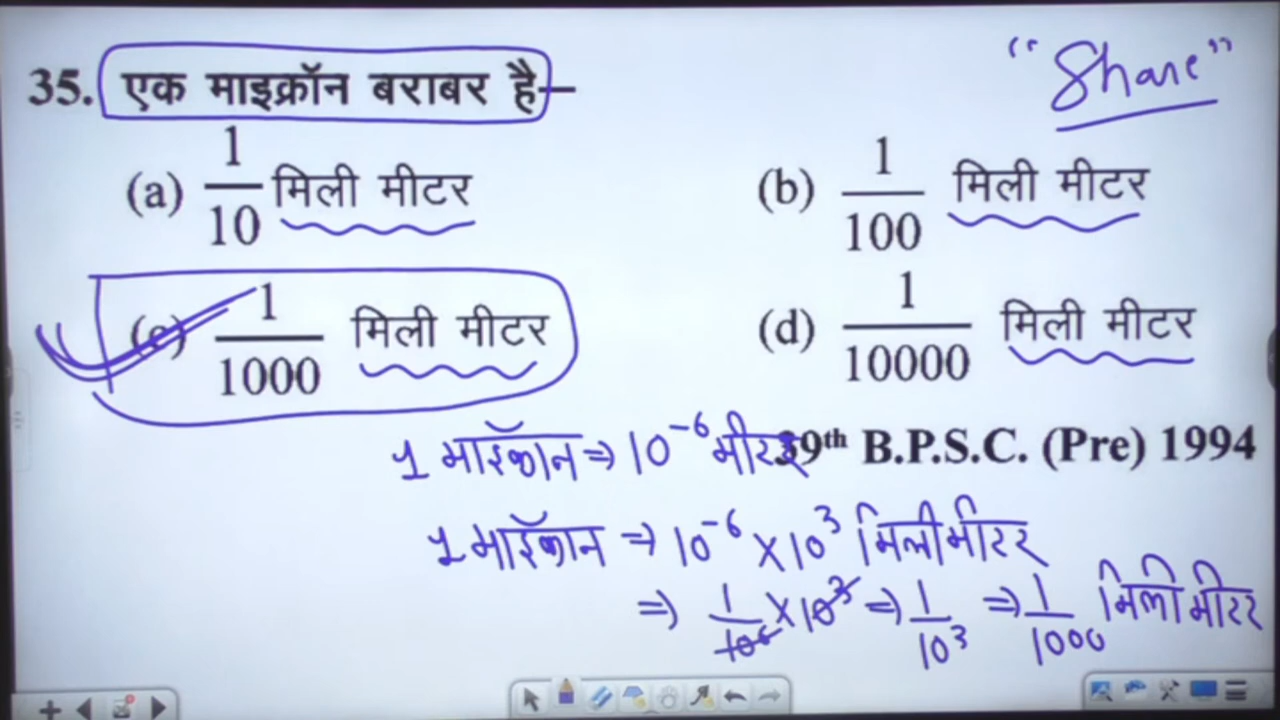 35. एक माइक्रॉन बराबर है–
"Share"
(a) 1/10 मिली मीटर
(b) 1/100 मिली मीटर
(c) 1/1000 मिली मीटर
(d) 1/10000 मिली मीटर
39th B.P.S.C. (Pre) 1994
1 माइक्रॉन ⇒ 10⁻⁶ मीटर
1 माइक्रॉन ⇒ 10⁻⁶ × 10³ मिलीमीटर
⇒ 1/10⁶ × 10³ ⇒ 1/10³ ⇒ 1/1000 मिलीमीटर